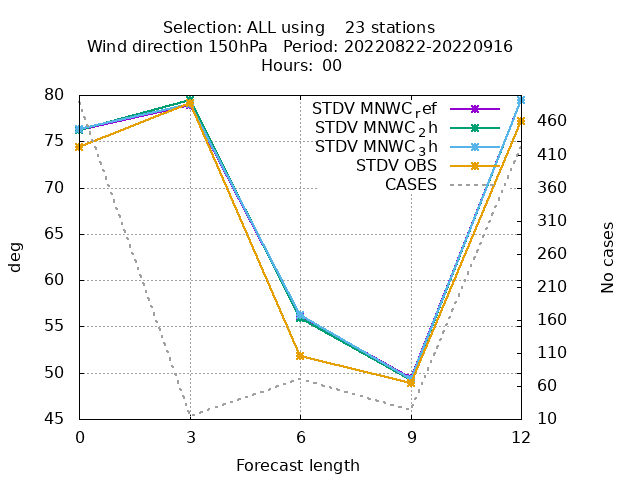 Selection: ALL using    23 stations
Wind direction 150hPa   Period: 20220822-20220916
Hours: 00
STDV MNWC_ref
STDV MNWC_2h
STDV MNWC_3h
STDV OBS
CASES
80
75
70
65
60
55
50
45
deg
460
410
360
310
260
210
160
110
60
10
No cases
0 3 6 9 12
Forecast length